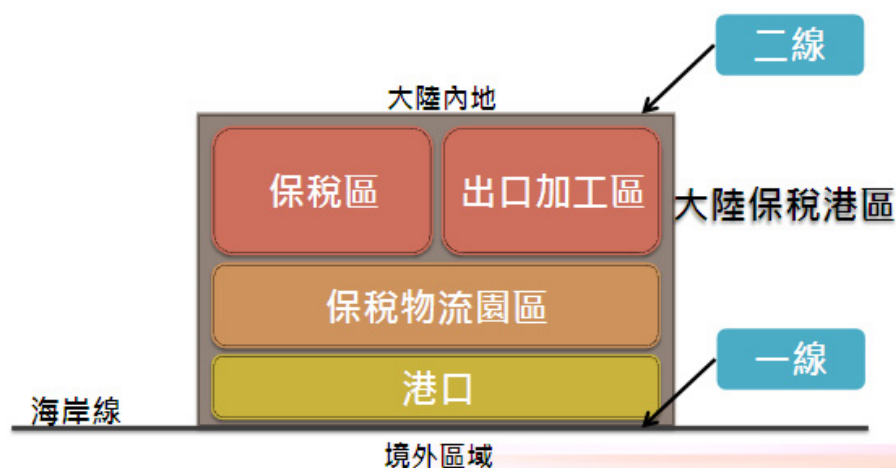 二線
大陸內地
保稅區
出口加工區
大陸保稅港區
保稅物流園區
一線
港口
海岸線
境外區域